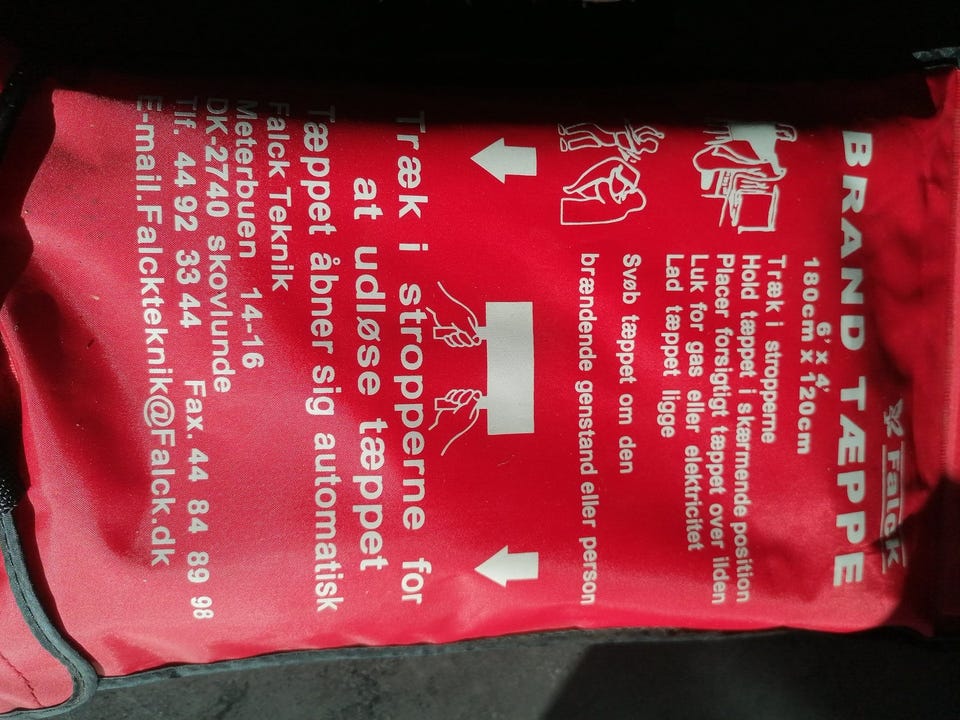 Falck
BRAND TÆPPE
6' x 4'
180cm x 120cm
Træk i stropperne
Hold tæppet i skærmende position
Placer forsigtigt tæppet over ilden
Luk for gas eller elektricitet
Lad tæppet ligge
Svøb tæppet om den
brændende genstand eller person
Træk i stropperne for
at udløse tæppet
Tæppet åbner sig automatisk
Falck Teknik
Meterbuen 14-16
DK-2740 skovlunde
Tlf. 4492 33 44 Fax. 44 84 89 98
E-mail.Falckteknik@Falck.dk